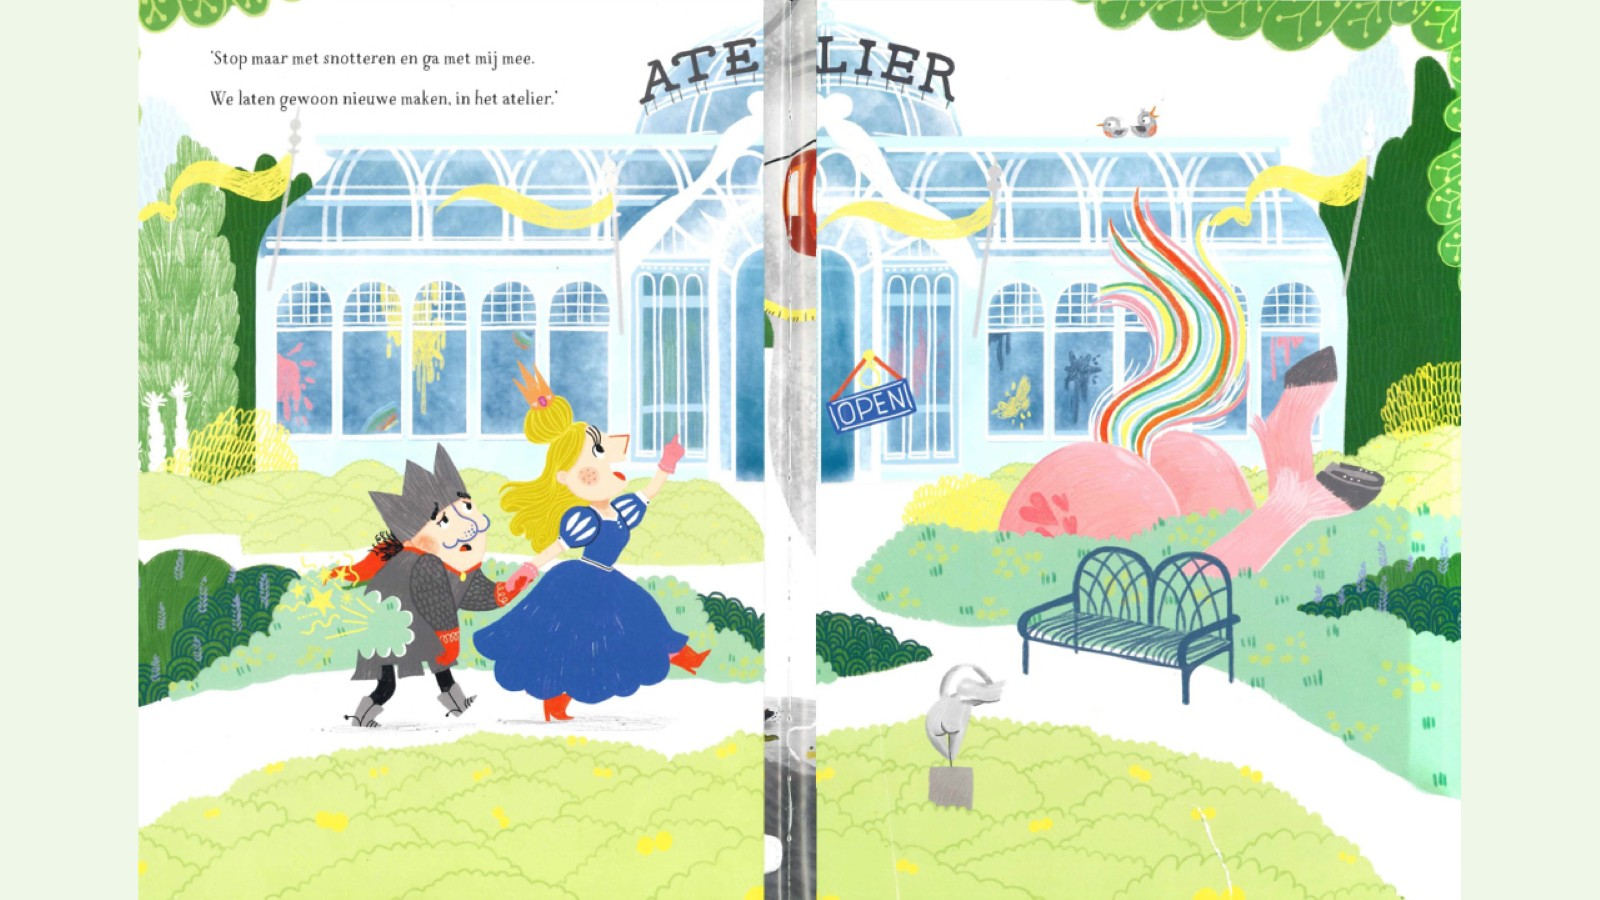 'Stop maar met snotteren en ga met mij mee.
We laten gewoon nieuwe maken, in het atelier.'
ATELIER
OPEN